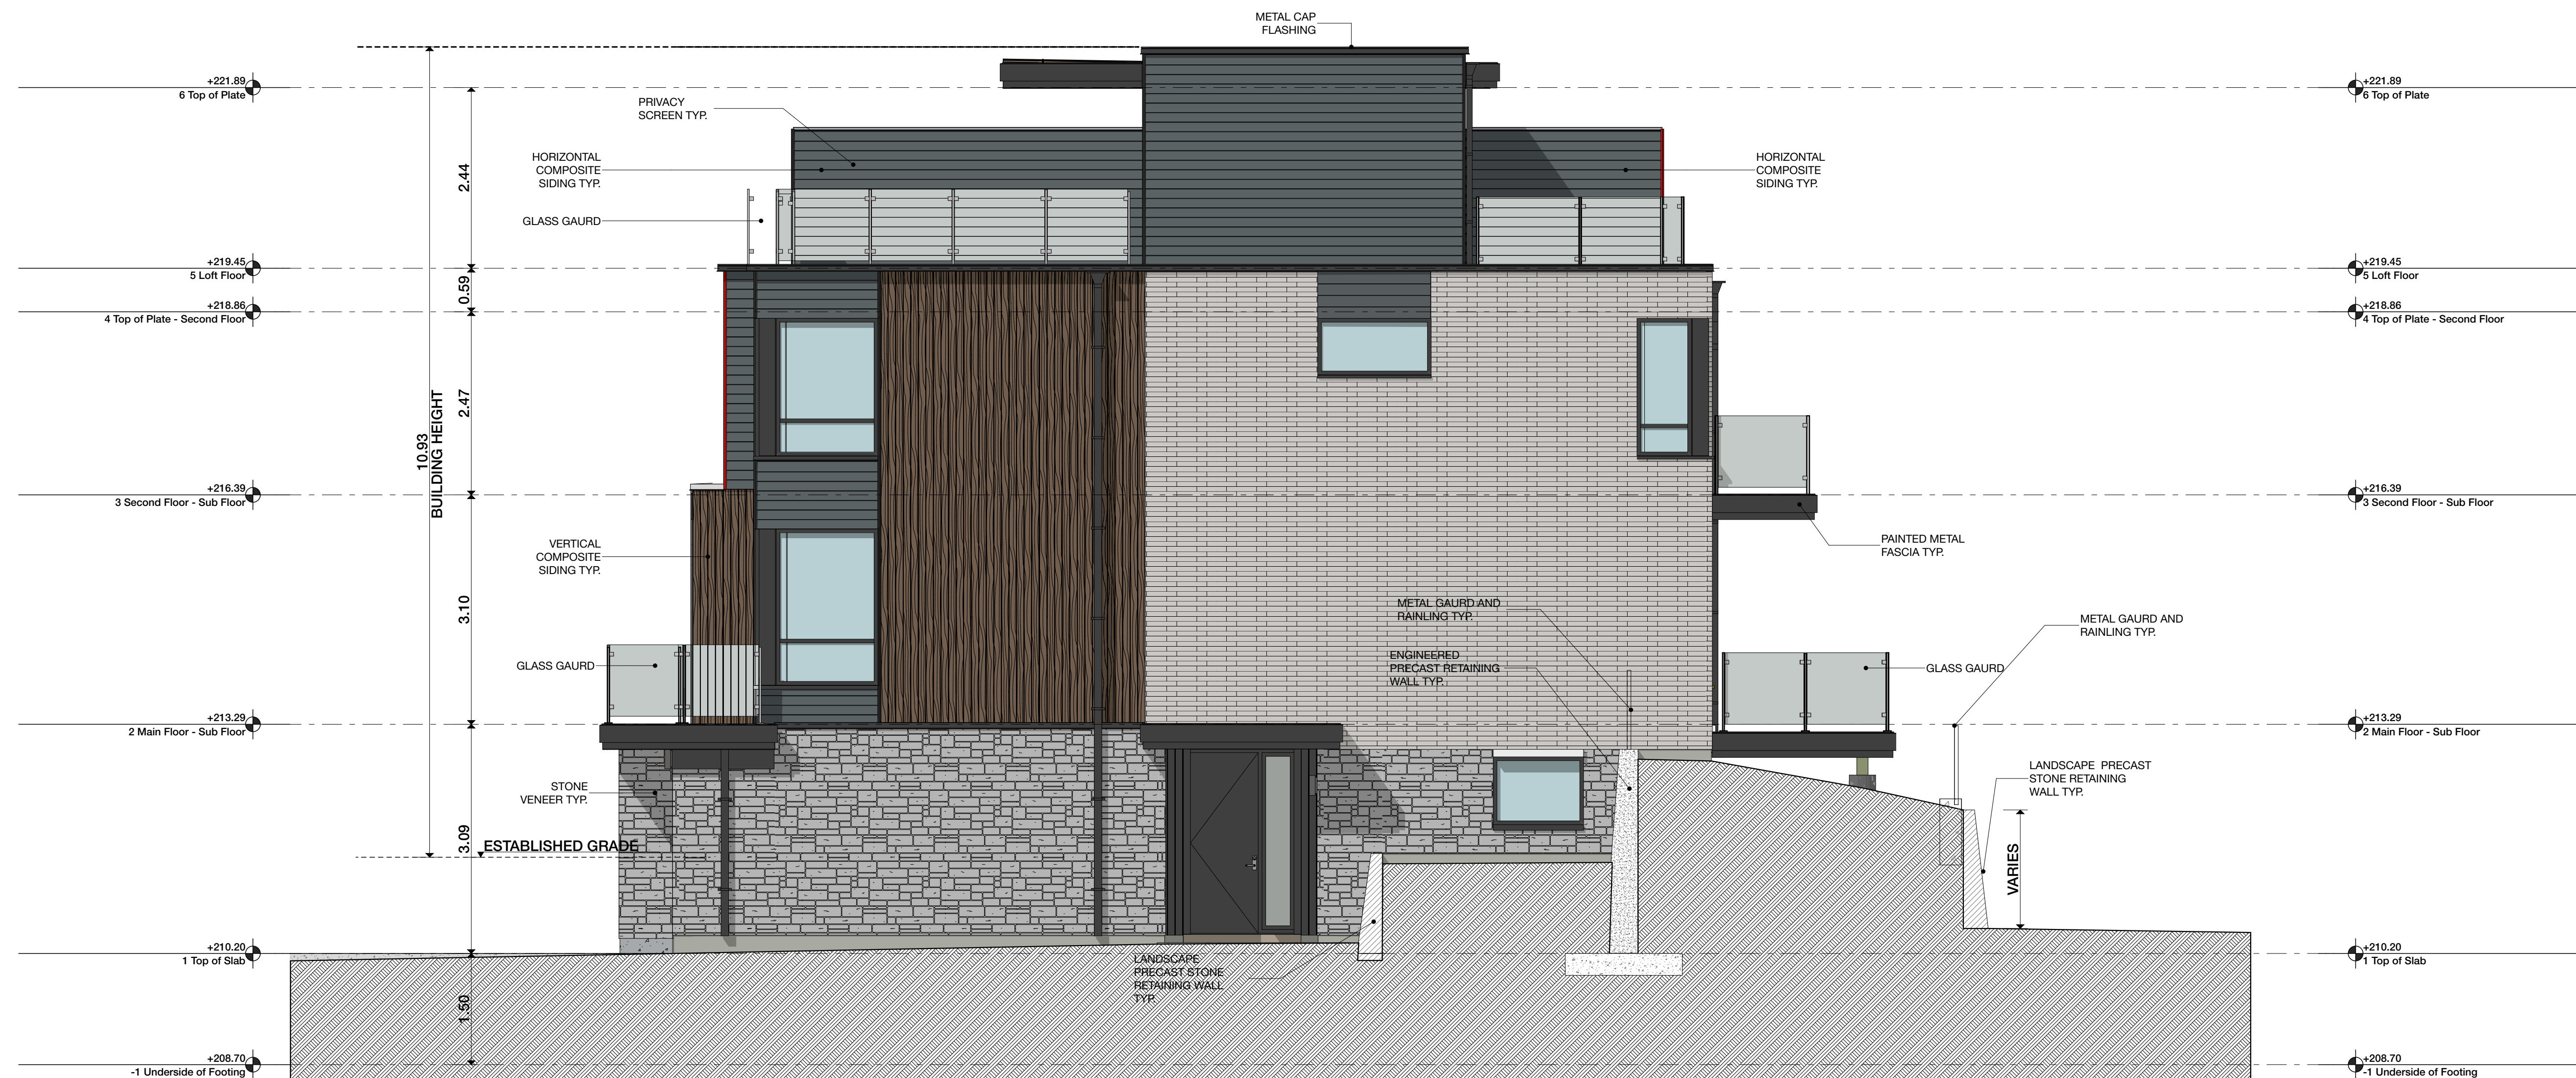 METAL CAP
FLASHING
+221.89
6 Top of Plate
+221.89
6 Top of Plate
PRIVACY
SCREEN TYP.
HORIZONTAL
COMPOSITE
SIDING TYP.
HORIZONTAL
COMPOSITE
SIDING TYP.
2.44
GLASS GAURD
+219.45
5 Loft Floor
+219.45
5 Loft Floor
0.59
+218.86
4 Top of Plate - Second Floor
+218.86
4 Top of Plate - Second Floor
2.47
10.93
BUILDING HEIGHT
+216.39
3 Second Floor - Sub Floor
+216.39
3 Second Floor - Sub Floor
VERTICAL
COMPOSITE
SIDING TYP.
PAINTED METAL
FASCIA TYP.
3.10
METAL GAURD AND
RAINLING TYP.
METAL GAURD AND
RAINLING TYP.
ENGINEERED
PRECAST RETAINING
WALL TYP.
GLASS GAURD
GLASS GAURD
+213.29
2 Main Floor - Sub Floor
+213.29
2 Main Floor - Sub Floor
STONE
VENEER TYP.
LANDSCAPE PRECAST
STONE RETAINING
WALL TYP.
3.09
ESTABLISHED GRADE
VARIES
+210.20
1 Top of Slab
+210.20
1 Top of Slab
LANDSCAPE
PRECAST STONE
RETAINING WALL
TYP.
1.50
+208.70
-1 Underside of Footing
+208.70
-1 Underside of Footing